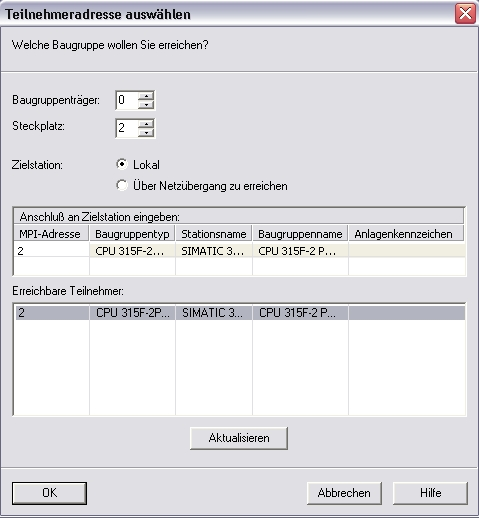 Teilnehmeradresse auswählen
Welche Baugruppe wollen Sie erreichen?
Baugruppenträger: 0
Steckplatz: 2
Zielstation: Lokal
Über Netzübergang zu erreichen
Anschluß an Zielstation eingeben:
MPI-Adresse Baugruppentyp Stationsname Baugruppenname Anlagenkennzeichen
2 CPU 315F-2... SIMATIC 3... CPU 315F-2 P...
Erreichbare Teilnehmer:
2 CPU 315F-2P... SIMATIC 3... CPU 315F-2 P...
Aktualisieren
OK Abbrechen Hilfe